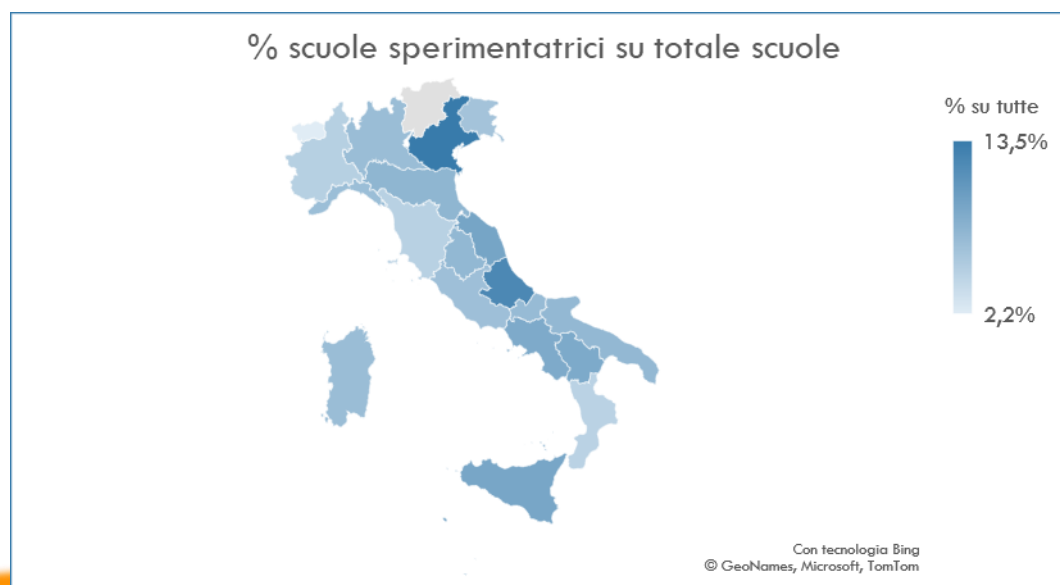 % scuole sperimentatrici su totale scuole
% su tutte
13,5%
2,2%
Con tecnologia Bing
© GeoNames, Microsoft, TomTom